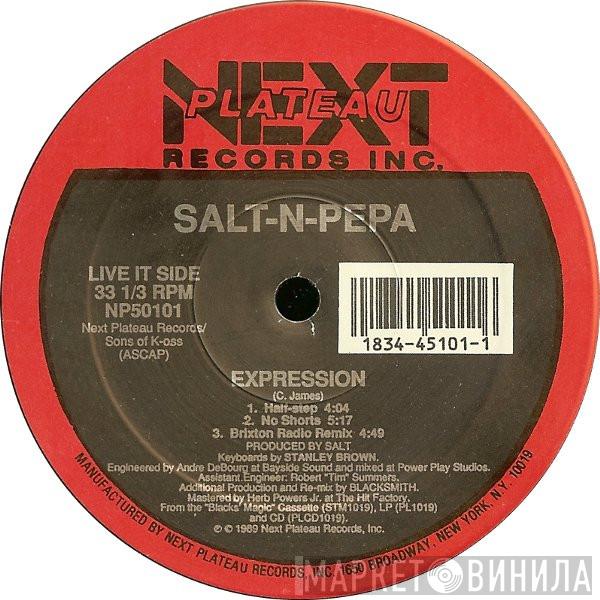 NEXT
PLATEAU
RECORDS INC.
SALT-N-PEPA
LIVE IT SIDE
33 1/3 RPM
NP50101
Next Plateau Records/
Sons of K-oss
(ASCAP)
1834-45101-1
EXPRESSION
(C. James)
1. Half-step 4:04
2. No Shorts 5:17
3. Brixton Radio Remix 4:49
PRODUCED BY SALT
Keyboards by STANLEY BROWN.
Engineered by Andre DeBourg at Bayside Sound and mixed at Power Play Studios.
Assistant Engineer: Robert "Tim" Summers.
Additional Production and Re-mix by BLACKSMITH.
Mastered by Herb Powers Jr. at The Hit Factory.
From the "Blacks' Magic" Cassette (STM1019), LP (PL1019)
and CD (PLCD1019).
℗ © 1989 Next Plateau Records, Inc.
MANUFACTURED BY NEXT PLATEAU RECORDS, INC. 1650 BROADWAY, NEW YORK, N.Y. 10019
МАРКЕТ ВИНИЛА